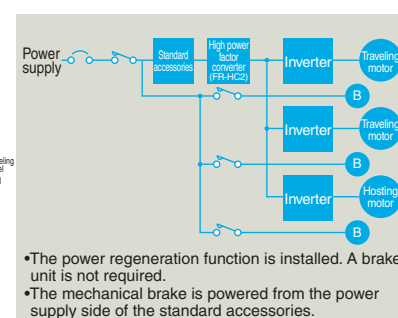 Power
supply
Standard
accessories
High power
factor
converter
(FR-HC2)
Inverter
Traveling
motor
B
Inverter
Traveling
motor
B
Inverter
Hosting
motor
B
•The power regeneration function is installed. A brake
unit is not required.
•The mechanical brake is powered from the power
supply side of the standard accessories.